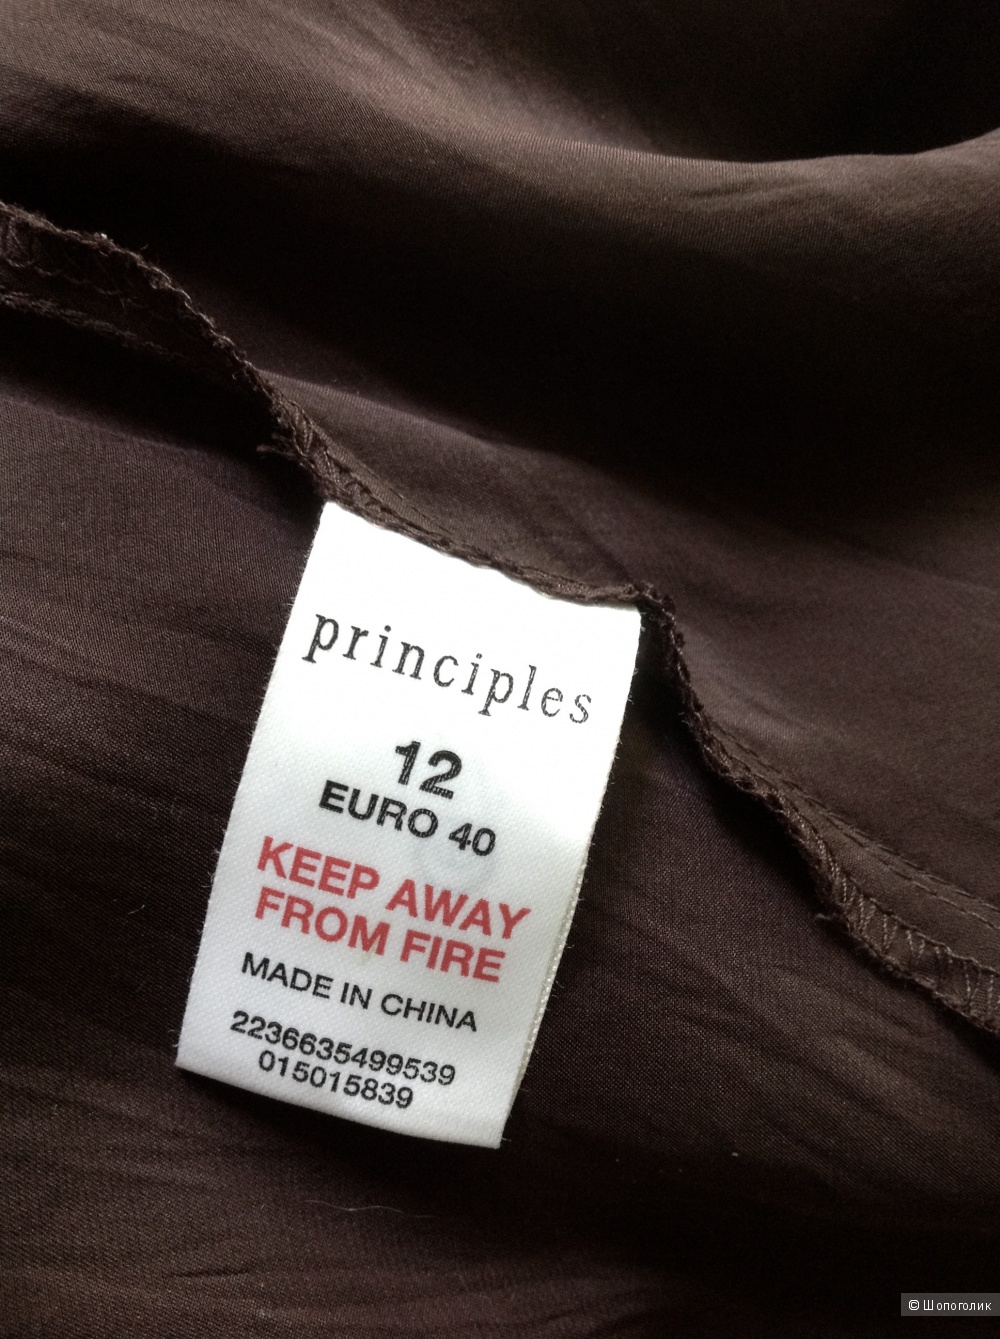 principles
12
EURO 40
KEEP AWAY
FROM FIRE
MADE IN CHINA
2236635499539
015015839
© Шопоголик